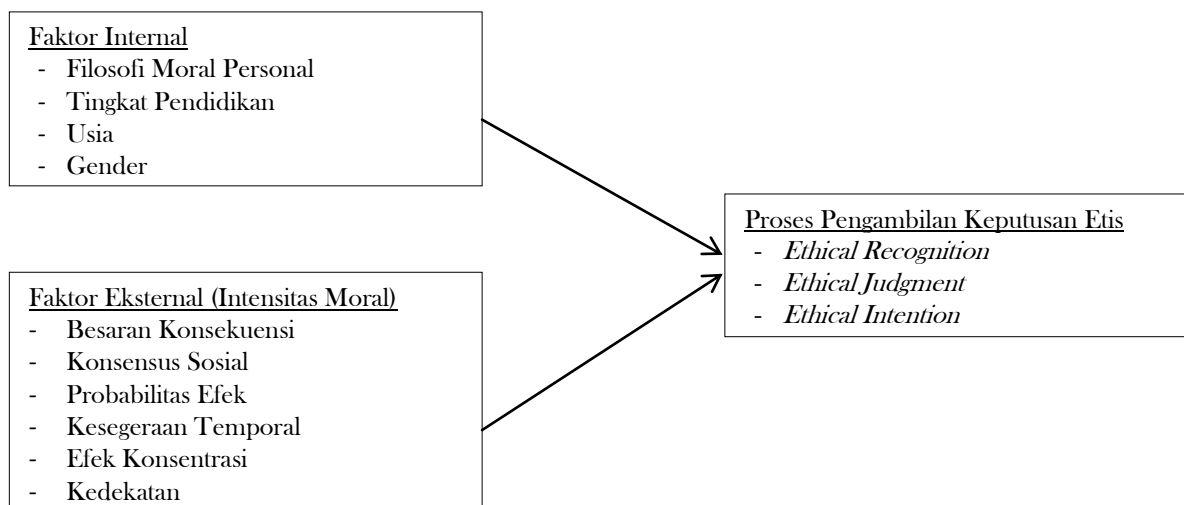 Faktor Internal
- Filosofi Moral Personal
- Tingkat Pendidikan
- Usia
- Gender
Proses Pengambilan Keputusan Etis
- Ethical Recognition
- Ethical Judgment
- Ethical Intention
Faktor Eksternal (Intensitas Moral)
- Besaran Konsekuensi
- Konsensus Sosial
- Probabilitas Efek
- Kesegeraan Temporal
- Efek Konsentrasi
- Kedekatan